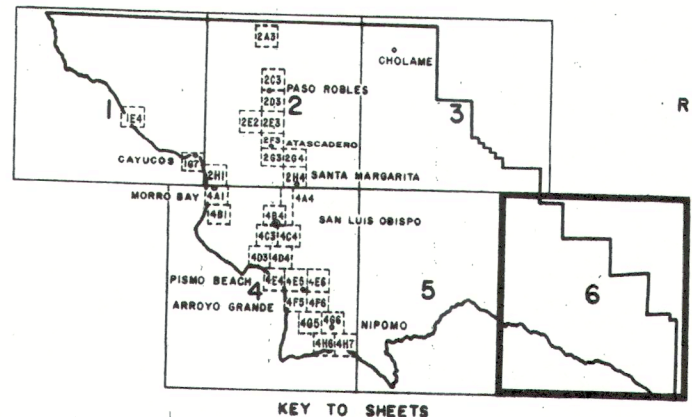 2A3
CHOLAME
2C3
PASO ROBLES
2D3
1 2 3 R
1E4 2E2 2E3
2F3 ATASCADERO
CAYUCOS 1G7 2G3 2G4
2H1 2H4 SANTA MARGARITA
MORRO BAY 4A1 4A4
4B1 4B4 SAN LUIS OBISPO
4C3 4C4
4D3 4D4
PISMO BEACH 4E4 4E5 4E6
4 5 6
ARROYO GRANDE 4F5 4F6
4G5 4G6 NIPOMO
4H6 4H7
KEY TO SHEETS